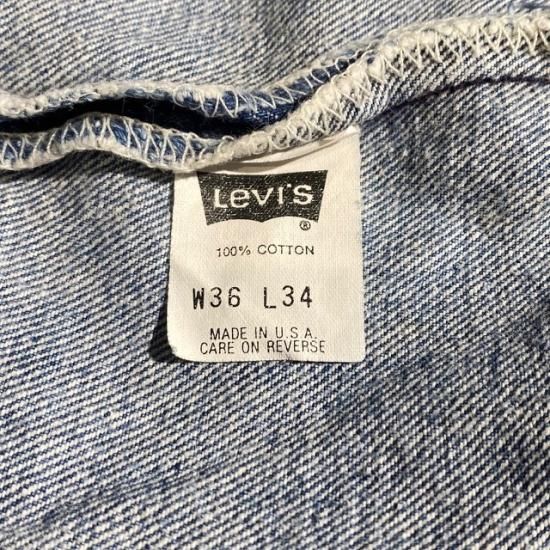 Levi's
®
100% COTTON
W36 L34
MADE IN U.S.A.
CARE ON REVERSE